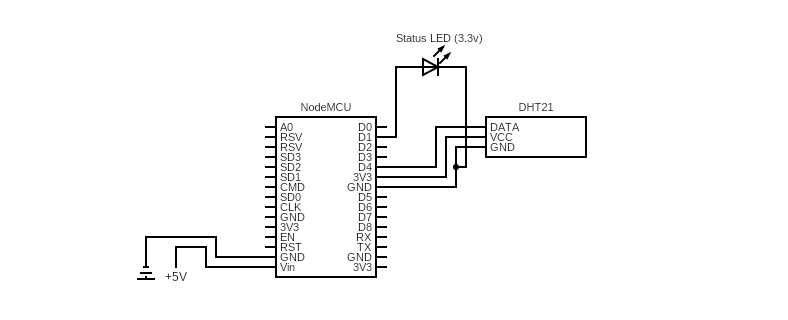 Status LED (3.3v)
NodeMCU
DHT21
A0
RSV
RSV
SD3
SD2
SD1
CMD
SD0
CLK
GND
3V3
EN
RST
GND
Vin
D0
D1
D2
D3
D4
3V3
GND
D5
D6
D7
D8
RX
TX
GND
3V3
DATA
VCC
GND
+5V